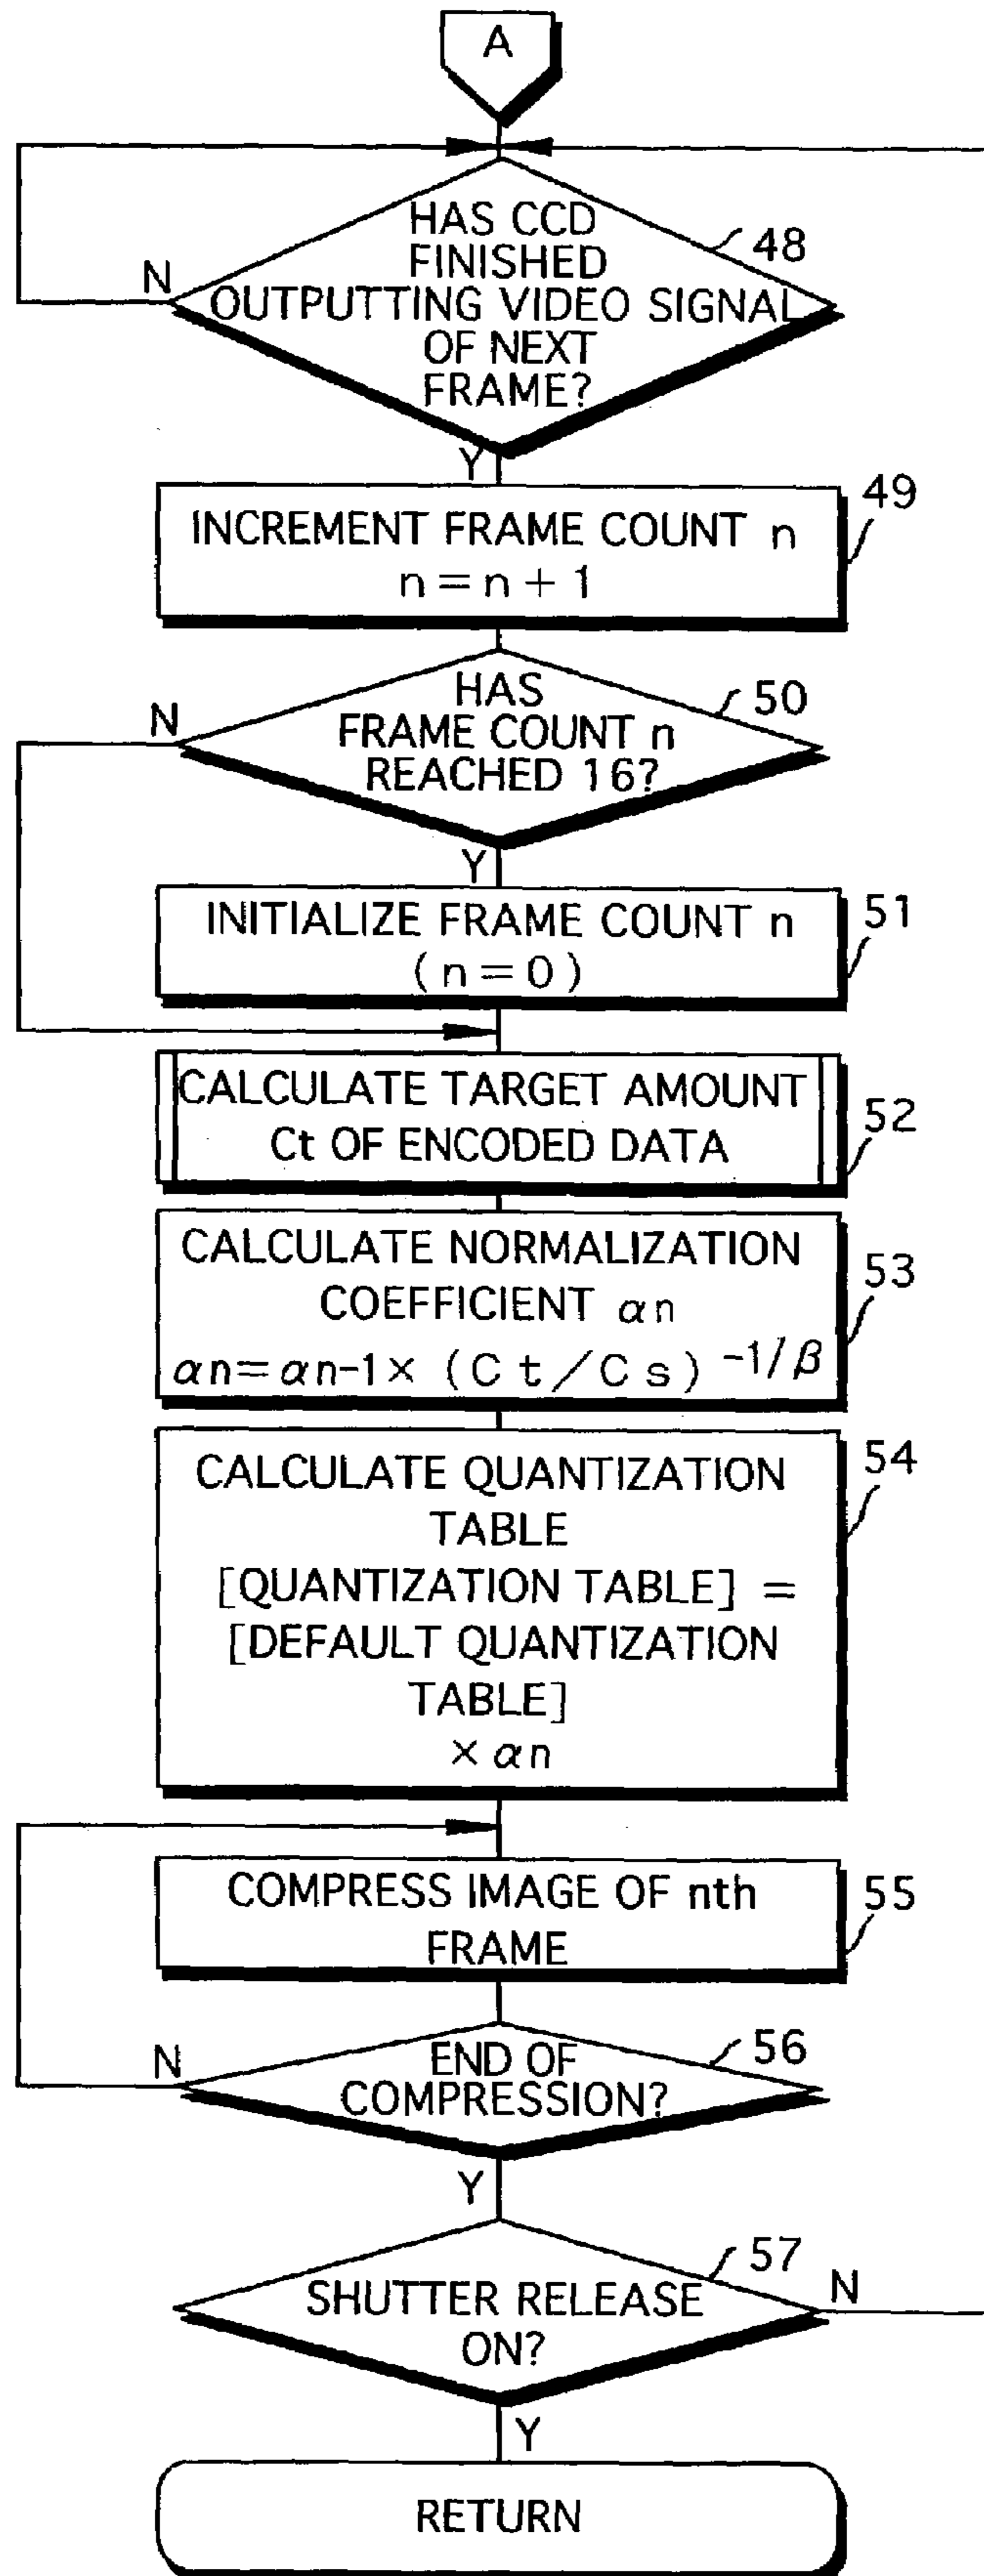 A
HAS CCD
FINISHED
OUTPUTTING VIDEO SIGNAL
OF NEXT
FRAME?
48
N
Y
INCREMENT FRAME COUNT n
n=n+1
49
HAS
FRAME COUNT n
REACHED 16?
50
N
Y
INITIALIZE FRAME COUNT n
(n=0)
51
CALCULATE TARGET AMOUNT
Ct OF ENCODED DATA
52
CALCULATE NORMALIZATION
COEFFICIENT αn
αn=αn-1× (Ct/Cs) -1/β
53
CALCULATE QUANTIZATION
TABLE
[QUANTIZATION TABLE] =
[DEFAULT QUANTIZATION
TABLE]
×αn
54
COMPRESS IMAGE OF nth
FRAME
55
END OF
COMPRESSION?
56
N
Y
SHUTTER RELEASE
ON?
57
N
Y
RETURN